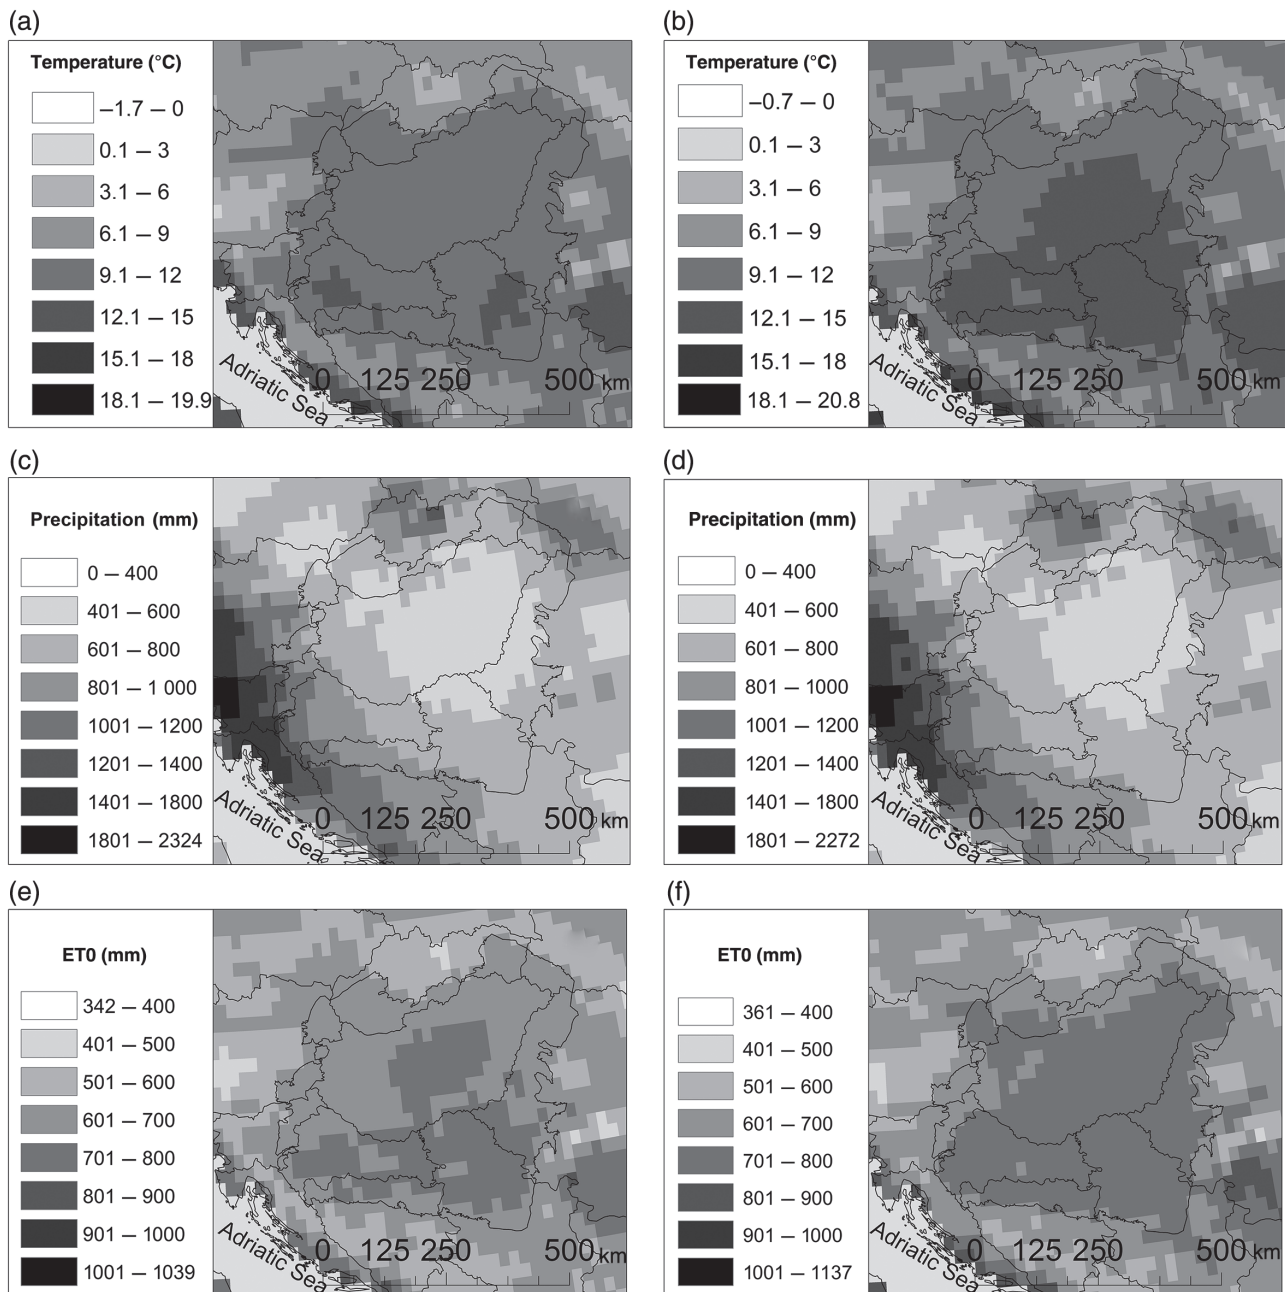 (a)
Temperature (°C)
–1.7 – 0
0.1 – 3
3.1 – 6
6.1 – 9
9.1 – 12
12.1 – 15
15.1 – 18
18.1 – 19.9
Adriatic Sea
0 125 250 500 km
(b)
Temperature (°C)
–0.7 – 0
0.1 – 3
3.1 – 6
6.1 – 9
9.1 – 12
12.1 – 15
15.1 – 18
18.1 – 20.8
Adriatic Sea
0 125 250 500 km
(c)
Precipitation (mm)
0 – 400
401 – 600
601 – 800
801 – 1 000
1001 – 1200
1201 – 1400
1401 – 1800
1801 – 2324
Adriatic Sea
0 125 250 500 km
(d)
Precipitation (mm)
0 – 400
401 – 600
601 – 800
801 – 1000
1001 – 1200
1201 – 1400
1401 – 1800
1801 – 2272
Adriatic Sea
0 125 250 500 km
(e)
ET0 (mm)
342 – 400
401 – 500
501 – 600
601 – 700
701 – 800
801 – 900
901 – 1000
1001 – 1039
Adriatic Sea
0 125 250 500 km
(f)
ET0 (mm)
361 – 400
401 – 500
501 – 600
601 – 700
701 – 800
801 – 900
901 – 1000
1001 – 1137
Adriatic Sea
0 125 250 500 km